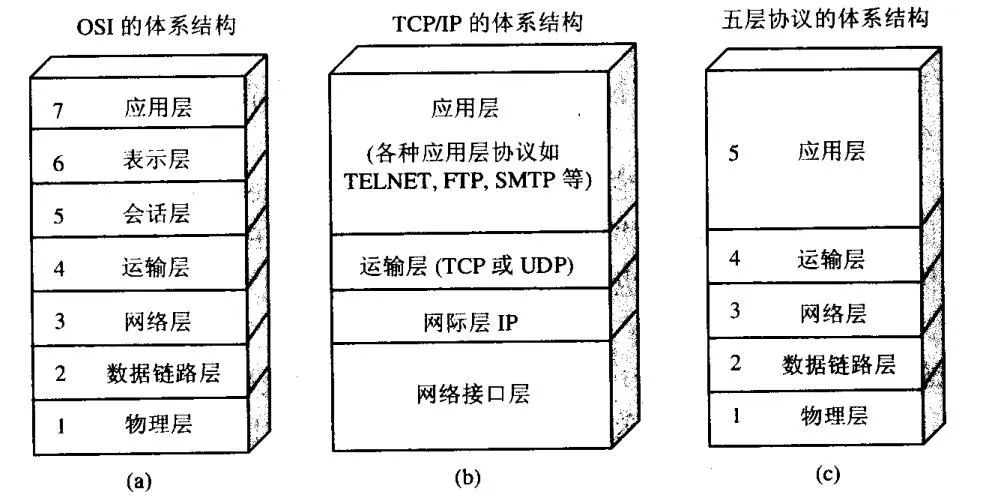 OSI 的体系结构
7 应用层
6 表示层
5 会话层
4 运输层
3 网络层
2 数据链路层
1 物理层
(a)
TCP/IP 的体系结构
应用层
(各种应用层协议如
TELNET, FTP, SMTP 等)
运输层 (TCP 或 UDP)
网际层 IP
网络接口层
(b)
五层协议的体系结构
5 应用层
4 运输层
3 网络层
2 数据链路层
1 物理层
(c)